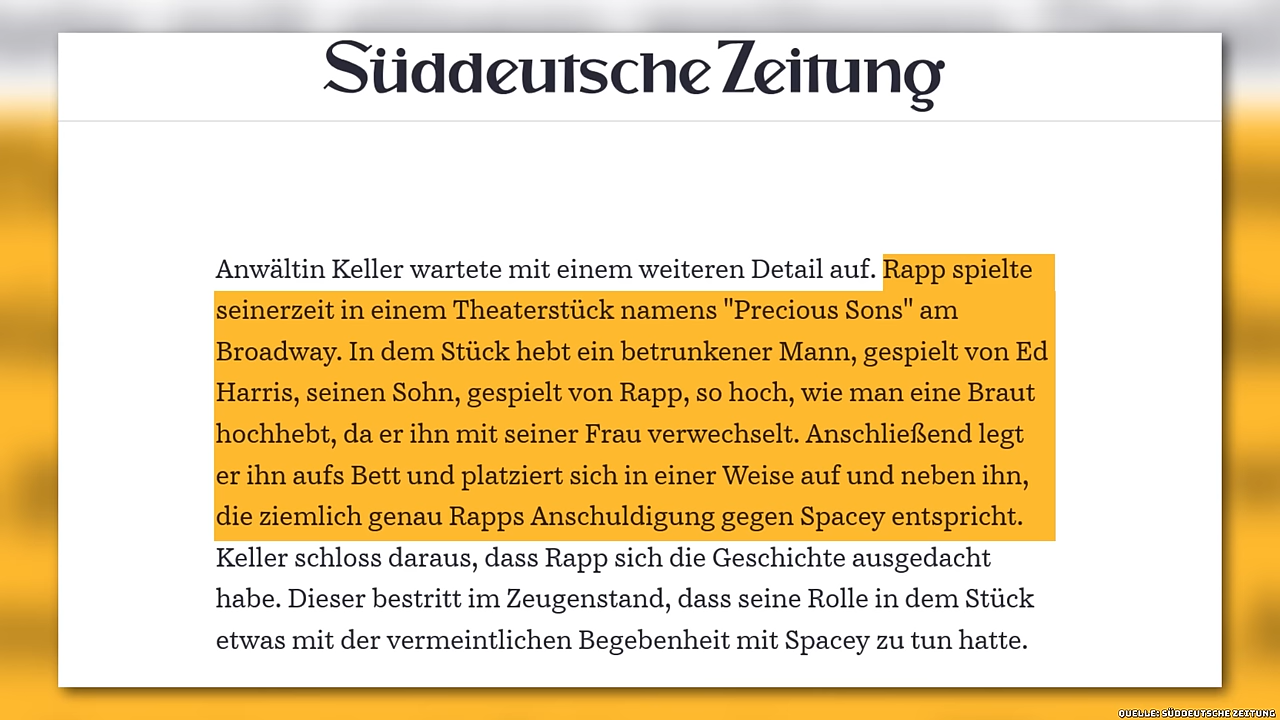 Süddeutsche Zeitung
Anwältin Keller wartete mit einem weiteren Detail auf. Rapp spielte
seinerzeit in einem Theaterstück namens "Precious Sons" am
Broadway. In dem Stück hebt ein betrunkener Mann, gespielt von Ed
Harris, seinen Sohn, gespielt von Rapp, so hoch, wie man eine Braut
hochhebt, da er ihn mit seiner Frau verwechselt. Anschließend legt
er ihn aufs Bett und platziert sich in einer Weise auf und neben ihn,
die ziemlich genau Rapps Anschuldigung gegen Spacey entspricht.
Keller schloss daraus, dass Rapp sich die Geschichte ausgedacht
habe. Dieser bestritt im Zeugenstand, dass seine Rolle in dem Stück
etwas mit der vermeintlichen Begebenheit mit Spacey zu tun hatte.
QUELLE: SÜDDEUTSCHE ZEITUNG